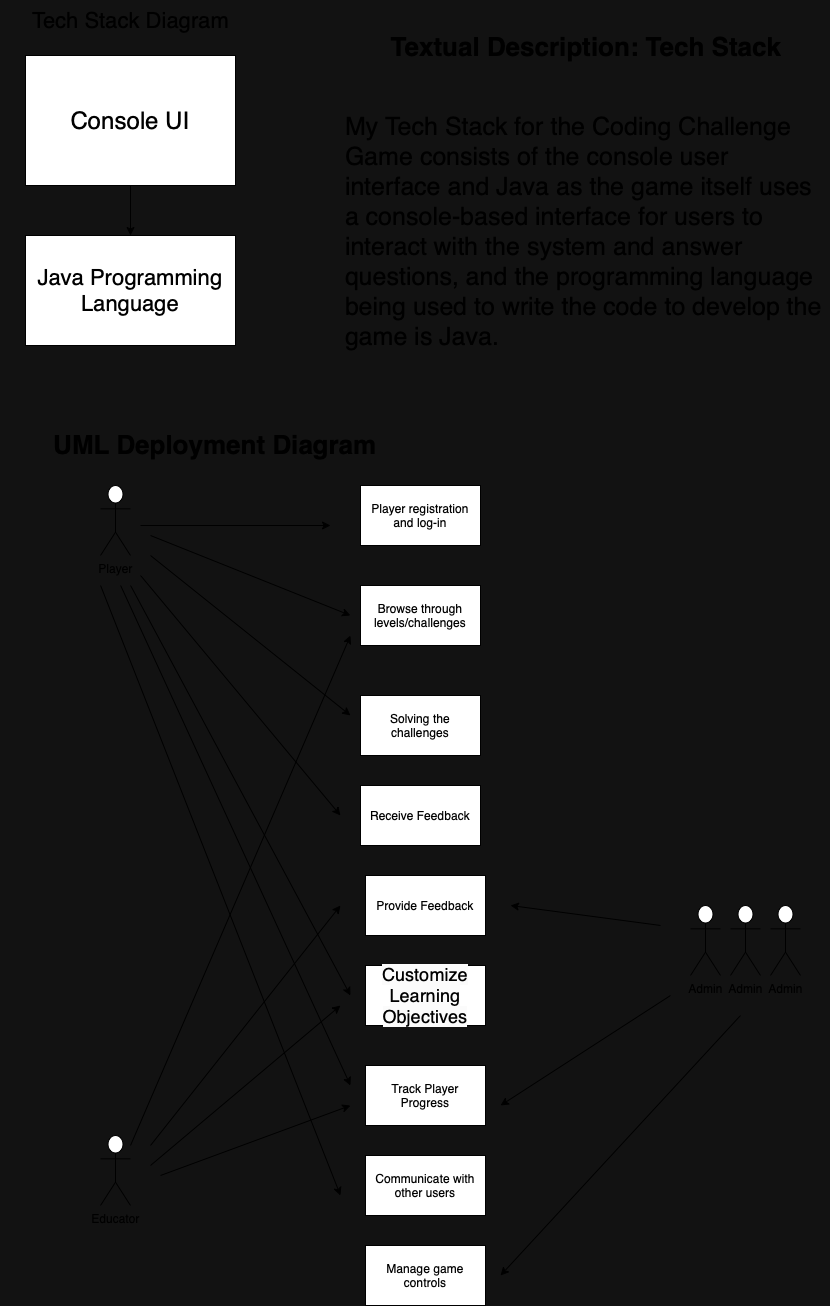 Tech Stack Diagram
Console UI
Java Programming
Language
Textual Description: Tech Stack
My Tech Stack for the Coding Challenge
Game consists of the console user
interface and Java as the game itself uses
a console-based interface for users to
interact with the system and answer
questions, and the programming language
being used to write the code to develop the
game is Java.
UML Deployment Diagram
Player
Player registration
and log-in
Browse through
levels/challenges
Solving the
challenges
Receive Feedback
Provide Feedback
Customize
Learning
Objectives
Admin Admin Admin
Track Player
Progress
Communicate with
other users
Educator
Manage game
controls